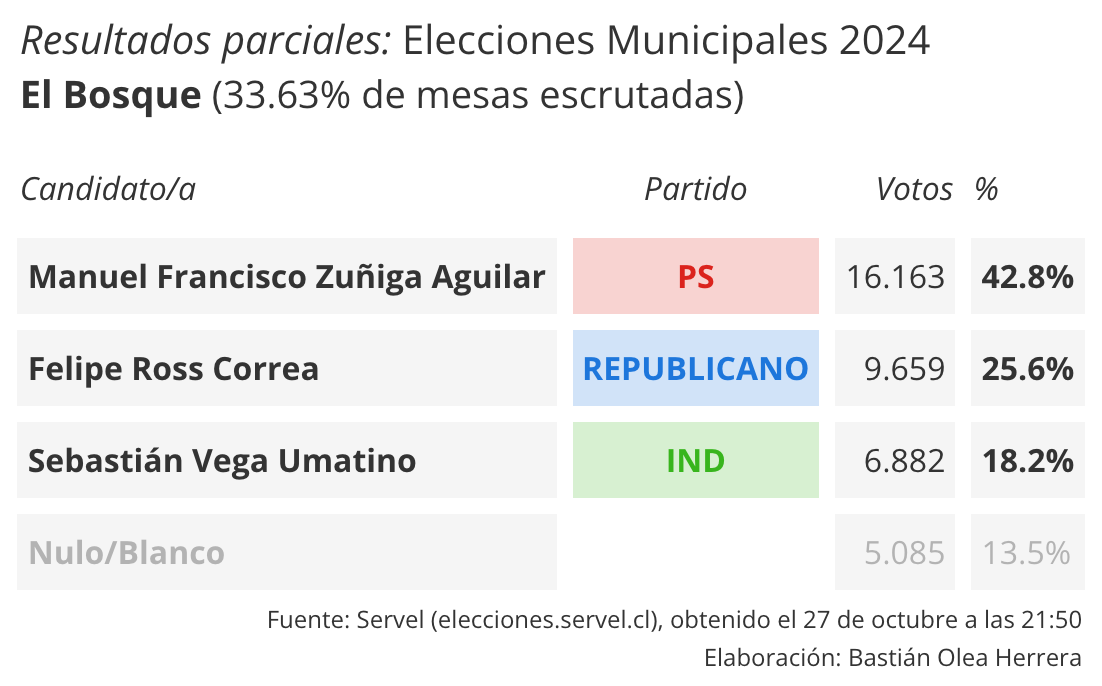 Resultados parciales: Elecciones Municipales 2024
El Bosque (33.63% de mesas escrutadas)
Candidato/a Partido Votos %
Manuel Francisco Zuñiga Aguilar PS 16.163 42.8%
Felipe Ross Correa REPUBLICANO 9.659 25.6%
Sebastián Vega Umatino IND 6.882 18.2%
Nulo/Blanco 5.085 13.5%
Fuente: Servel (elecciones.servel.cl), obtenido el 27 de octubre a las 21:50
Elaboración: Bastián Olea Herrera